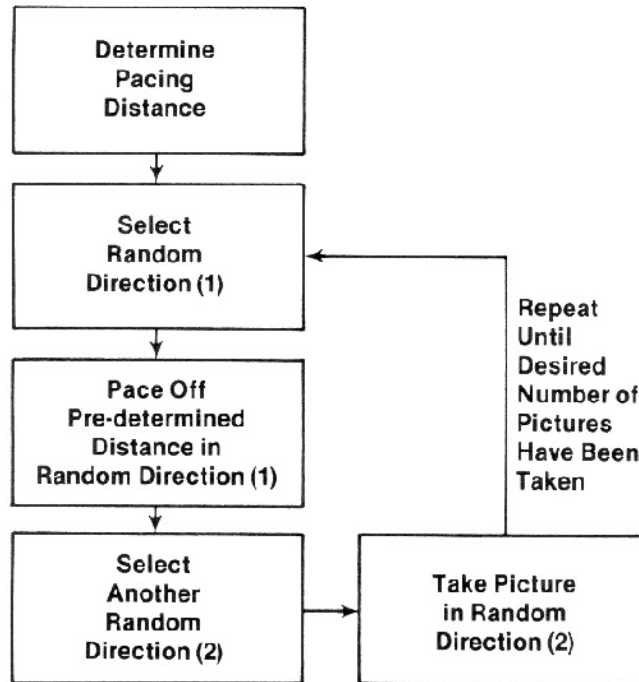 Determine
Pacing
Distance
Select
Random
Direction (1)
Pace Off
Pre-determined
Distance in
Random Direction (1)
Select
Another
Random
Direction (2)
Take Picture
in Random
Direction (2)
Repeat
Until
Desired
Number of
Pictures
Have Been
Taken